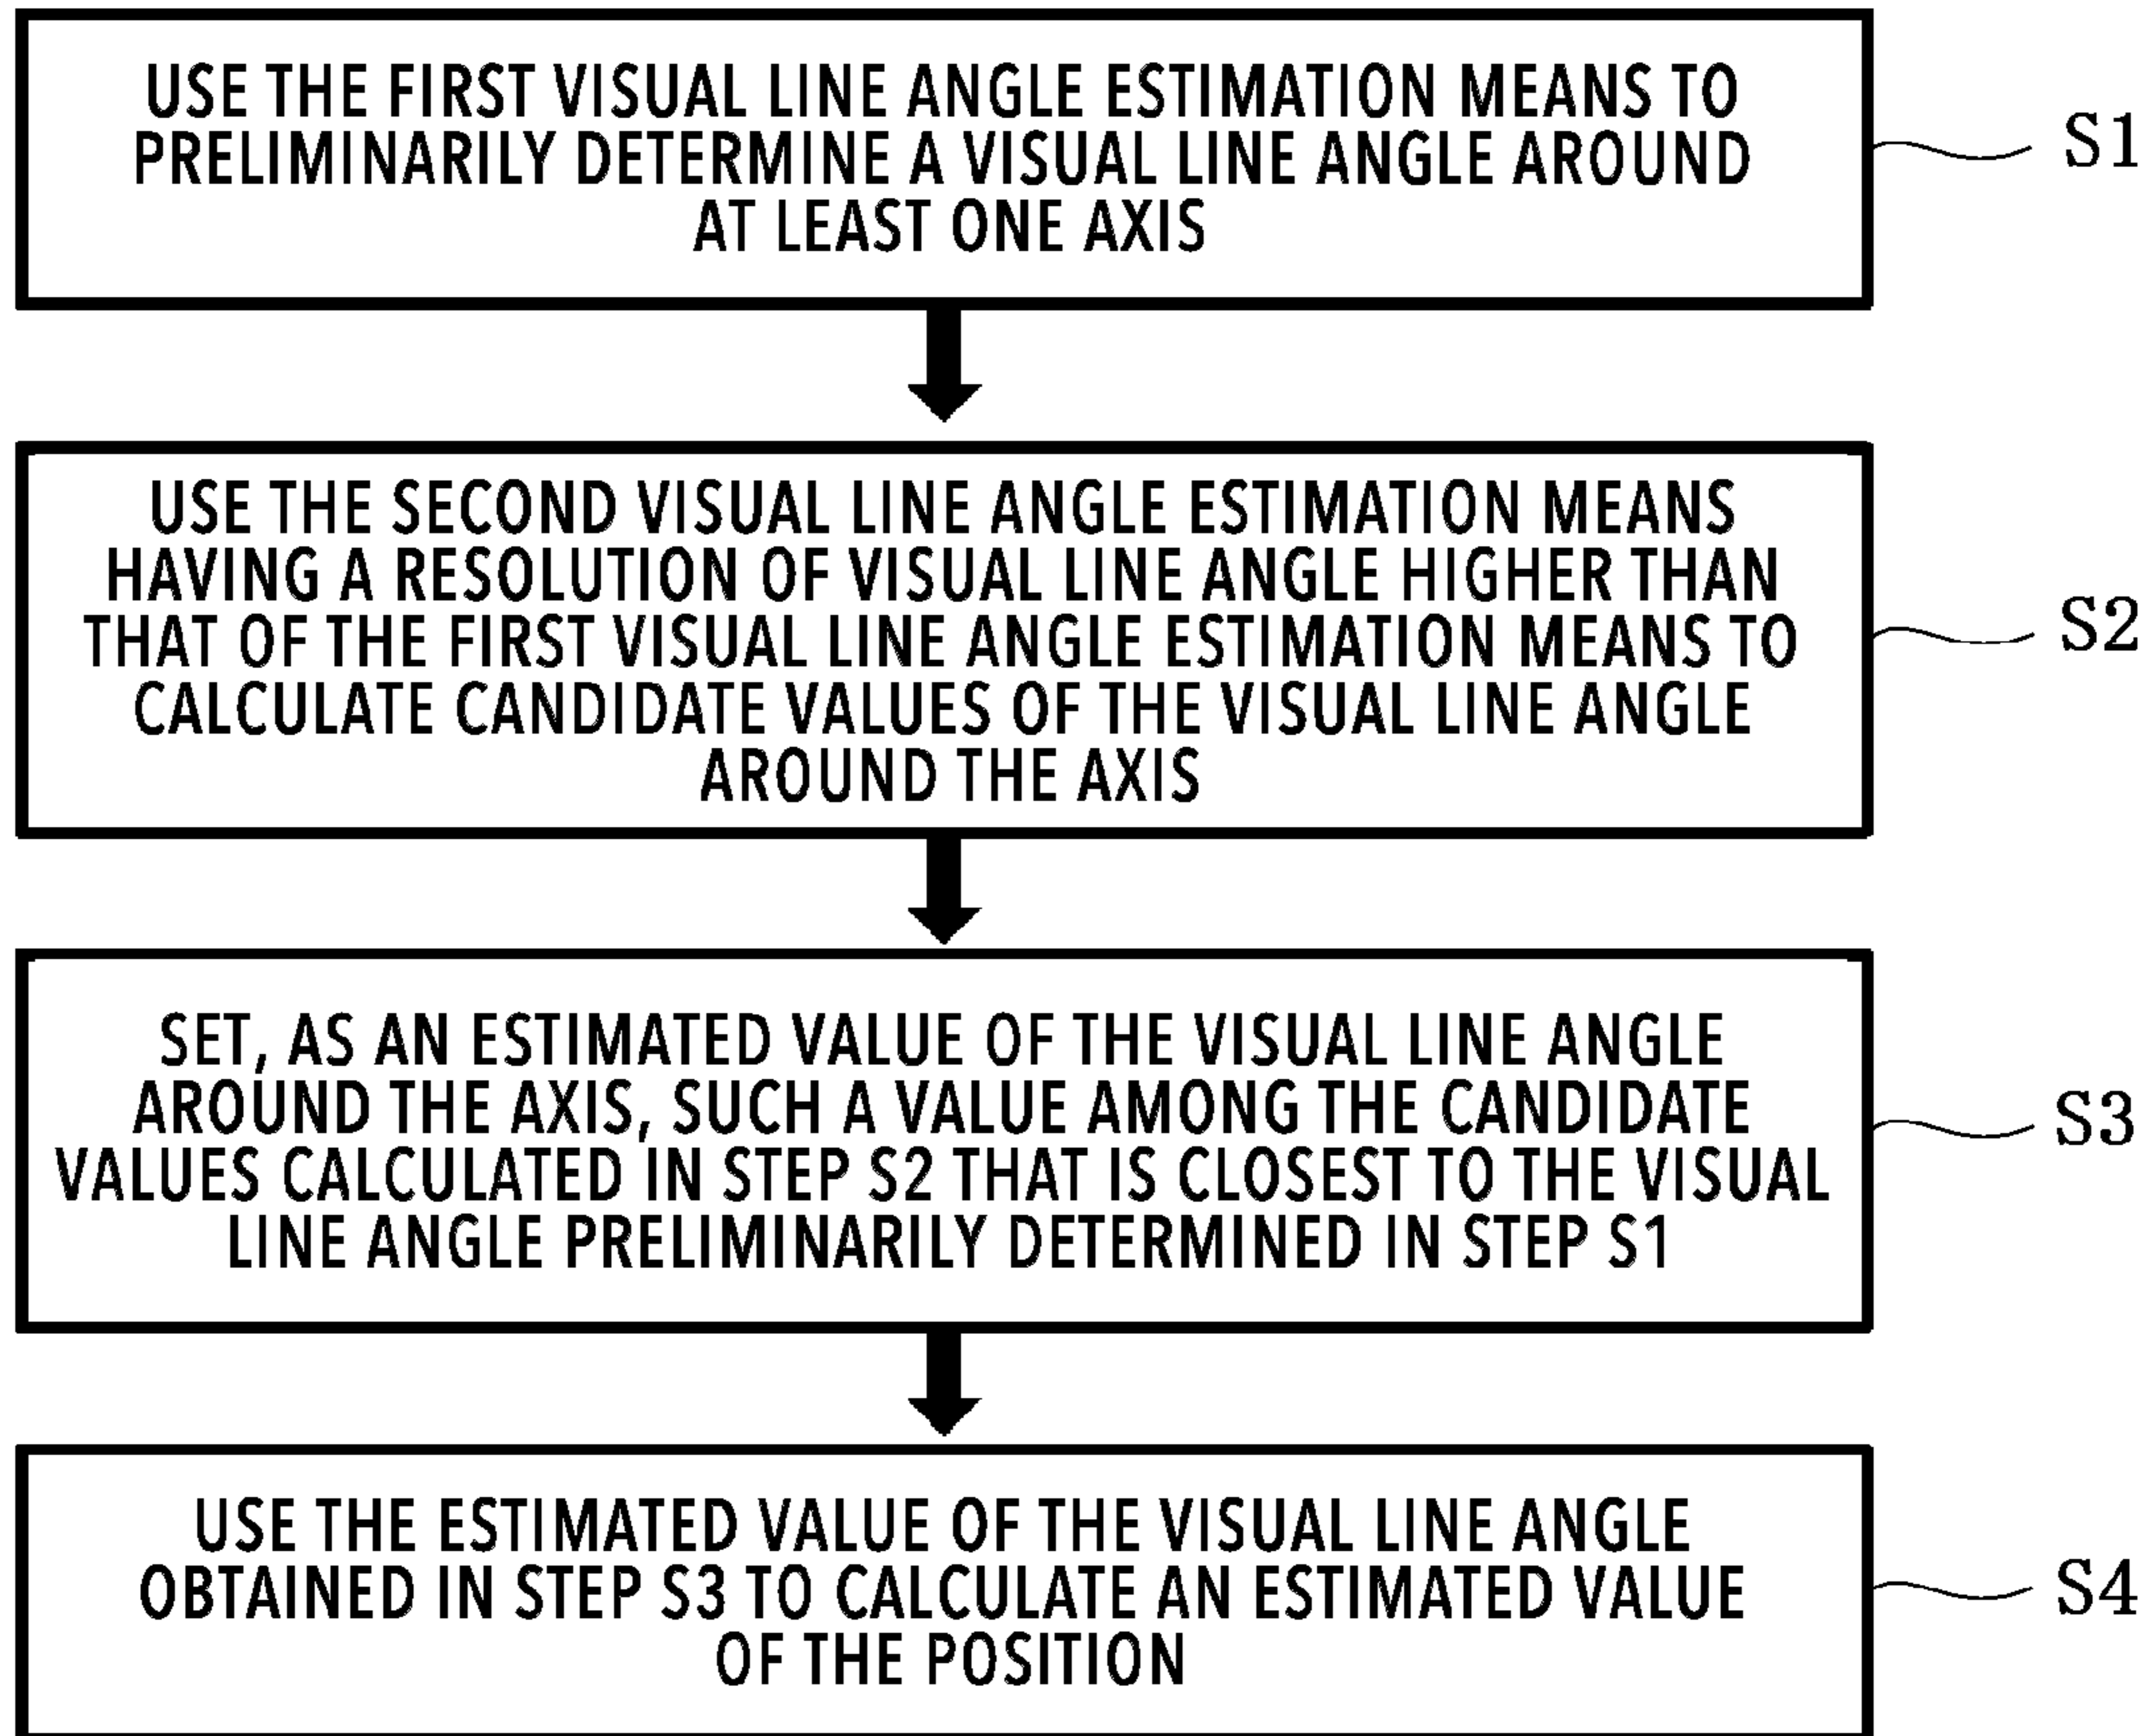 USE THE FIRST VISUAL LINE ANGLE ESTIMATION MEANS TO
PRELIMINARILY DETERMINE A VISUAL LINE ANGLE AROUND
AT LEAST ONE AXIS
S1
USE THE SECOND VISUAL LINE ANGLE ESTIMATION MEANS
HAVING A RESOLUTION OF VISUAL LINE ANGLE HIGHER THAN
THAT OF THE FIRST VISUAL LINE ANGLE ESTIMATION MEANS TO
CALCULATE CANDIDATE VALUES OF THE VISUAL LINE ANGLE
AROUND THE AXIS
S2
SET, AS AN ESTIMATED VALUE OF THE VISUAL LINE ANGLE
AROUND THE AXIS, SUCH A VALUE AMONG THE CANDIDATE
VALUES CALCULATED IN STEP S2 THAT IS CLOSEST TO THE VISUAL
LINE ANGLE PRELIMINARILY DETERMINED IN STEP S1
S3
USE THE ESTIMATED VALUE OF THE VISUAL LINE ANGLE
OBTAINED IN STEP S3 TO CALCULATE AN ESTIMATED VALUE
OF THE POSITION
S4